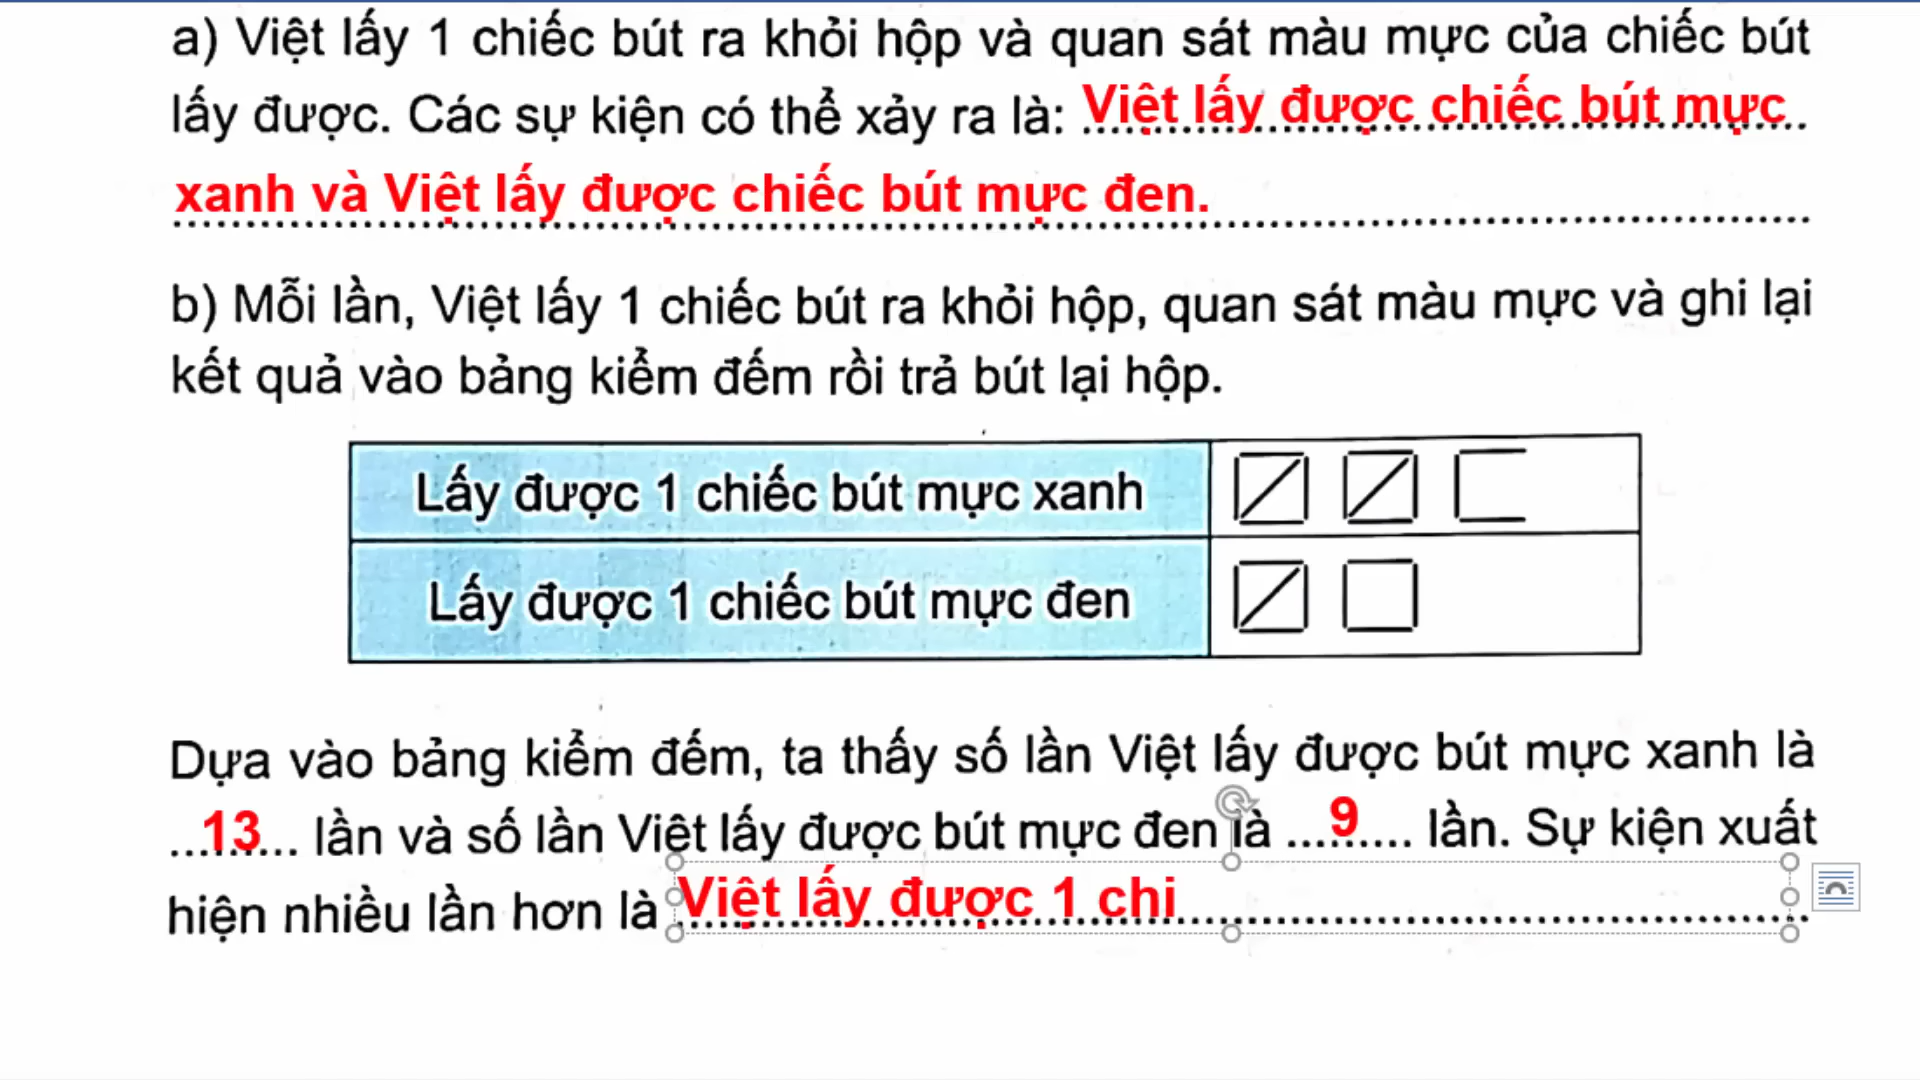 a) Việt lấy 1 chiếc bút ra khỏi hộp và quan sát màu mực của chiếc bút
lấy được. Các sự kiện có thể xảy ra là: Việt lấy được chiếc bút mực
xanh và Việt lấy được chiếc bút mực đen.
b) Mỗi lần, Việt lấy 1 chiếc bút ra khỏi hộp, quan sát màu mực và ghi lại
kết quả vào bảng kiểm đếm rồi trả bút lại hộp.
Lấy được 1 chiếc bút mực xanh
Lấy được 1 chiếc bút mực đen
Dựa vào bảng kiểm đếm, ta thấy số lần Việt lấy được bút mực xanh là
...13... lần và số lần Việt lấy được bút mực đen là ...9... lần. Sự kiện xuất
hiện nhiều lần hơn là Việt lấy được 1 chi